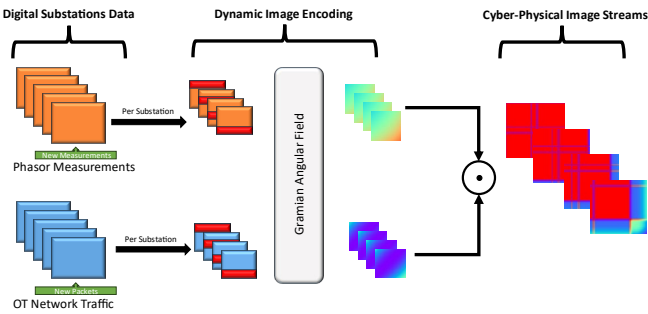 Digital Substations Data
Dynamic Image Encoding
Cyber-Physical Image Streams
Per Substation
New Measurements
Phasor Measurements
Gramian Angular Field
Per Substation
New Packets
OT Network Traffic